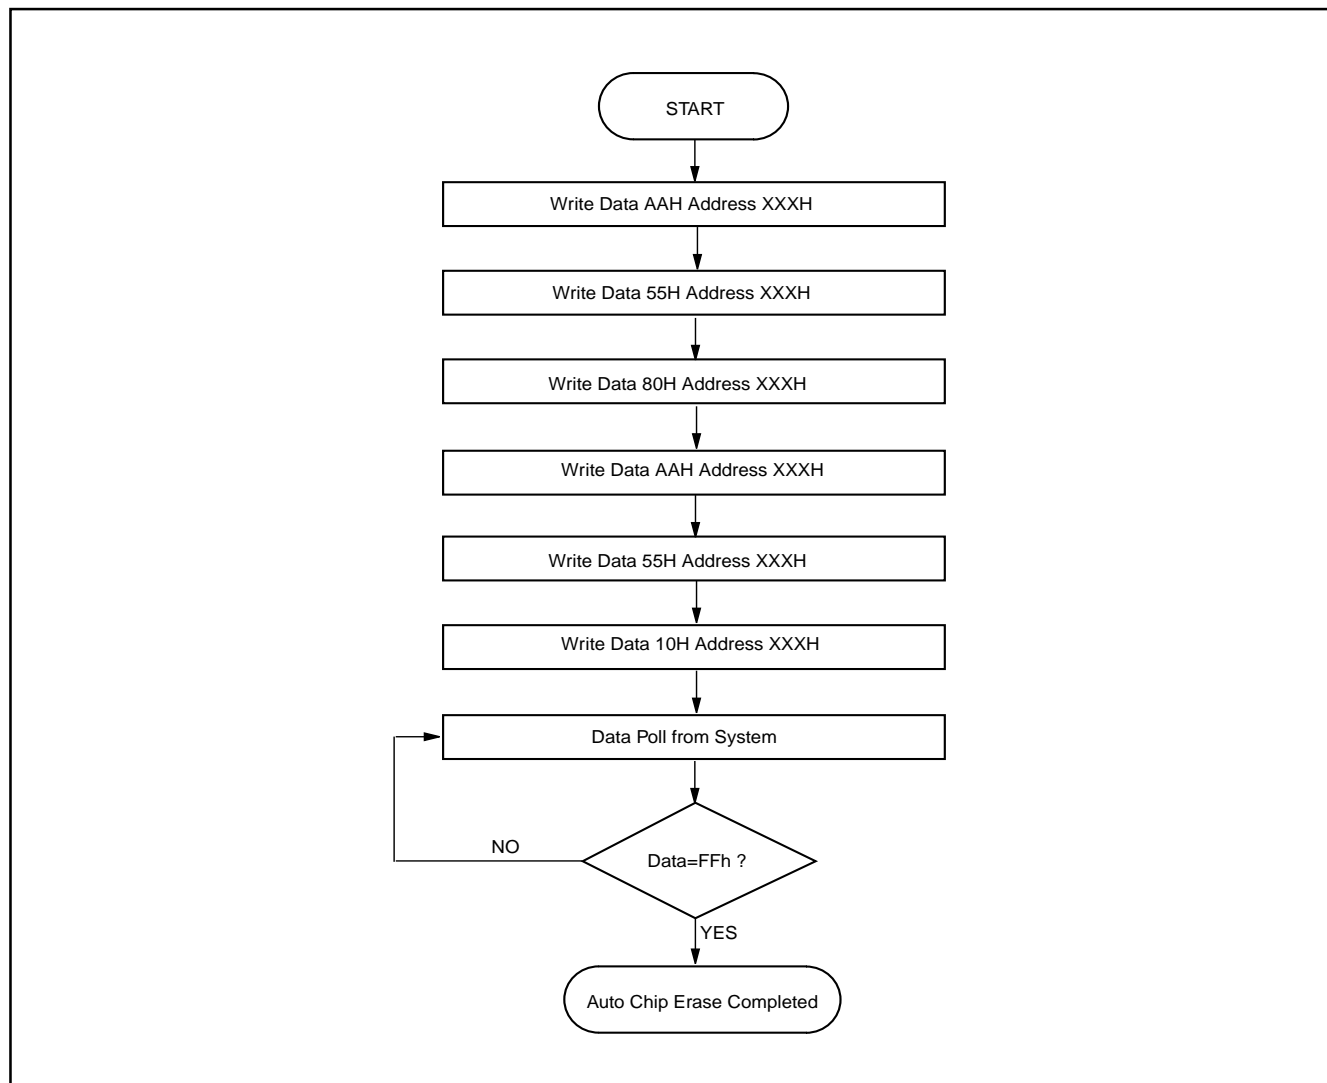 START
Write Data AAH Address XXXH
Write Data 55H Address XXXH
Write Data 80H Address XXXH
Write Data AAH Address XXXH
Write Data 55H Address XXXH
Write Data 10H Address XXXH
Data Poll from System
NO
Data=FFh ?
YES
Auto Chip Erase Completed